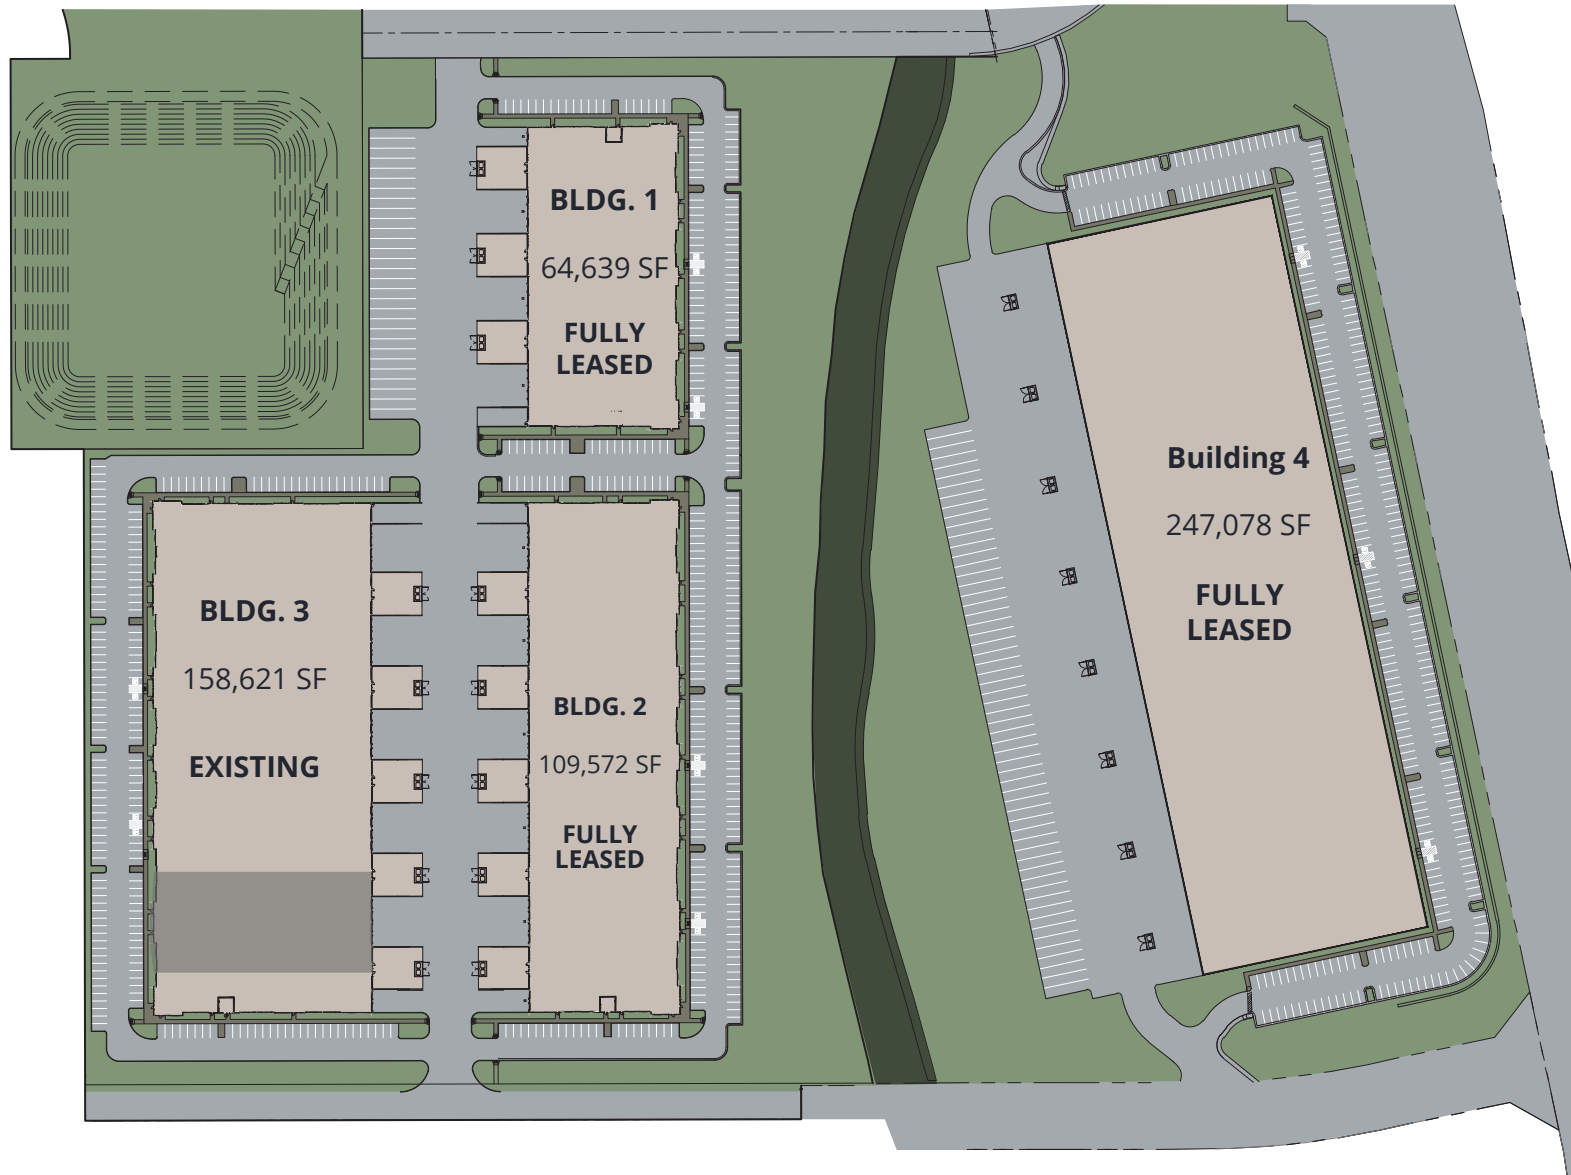 BLDG. 1
64,639 SF
FULLY
LEASED
Building 4
247,078 SF
FULLY
LEASED
BLDG. 3
158,621 SF
EXISTING
BLDG. 2
109,572 SF
FULLY
LEASED